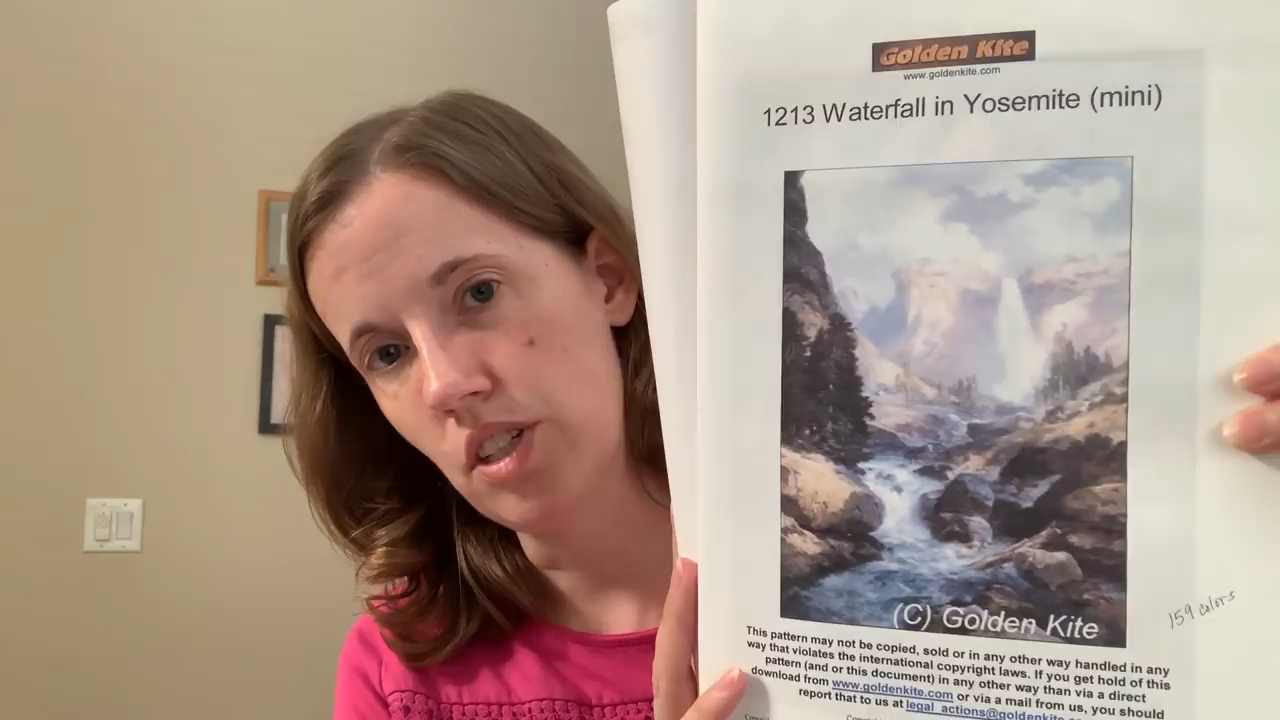 Golden Kite
www.goldenkite.com
1213 Waterfall in Yosemite (mini)
(C) Golden Kite
159 colors
This pattern may not be copied, sold or in any other way handled in any
way that violates the international copyright laws. If you get hold of this
pattern (and or this document) in any other way than via a direct
download from www.goldenkite.com or via a mail from us, you should
report that to us at legal_actions@goldenkite